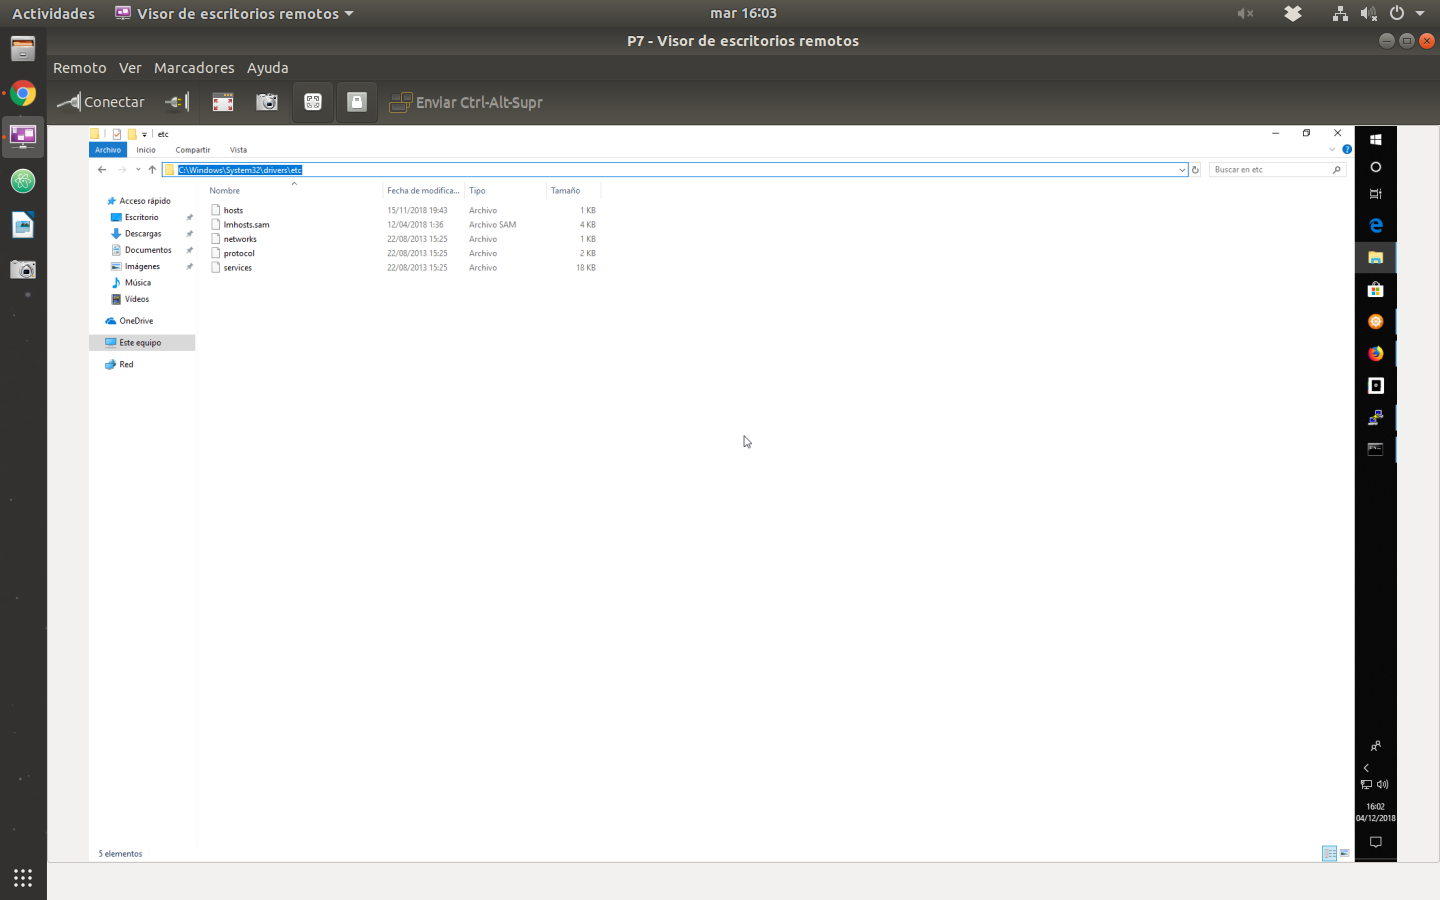 Actividades Visor de escritorios remotos mar 16:03
P7 - Visor de escritorios remotos
Remoto Ver Marcadores Ayuda
Conectar Enviar Ctrl-Alt-Supr
etc
Archivo Inicio Compartir Vista
C:\Windows\System32\drivers\etc Buscar en etc
Nombre Fecha de modifica... Tipo Tamaño
Acceso rápido
Escritorio
Descargas
Documentos
Imágenes
Música
Vídeos
OneDrive
Este equipo
Red
hosts 15/11/2018 19:43 Archivo 1 KB
lmhosts.sam 12/04/2018 1:36 Archivo SAM 4 KB
networks 22/08/2013 15:25 Archivo 1 KB
protocol 22/08/2013 15:25 Archivo 2 KB
services 22/08/2013 15:25 Archivo 18 KB
16:02
04/12/2018
5 elementos